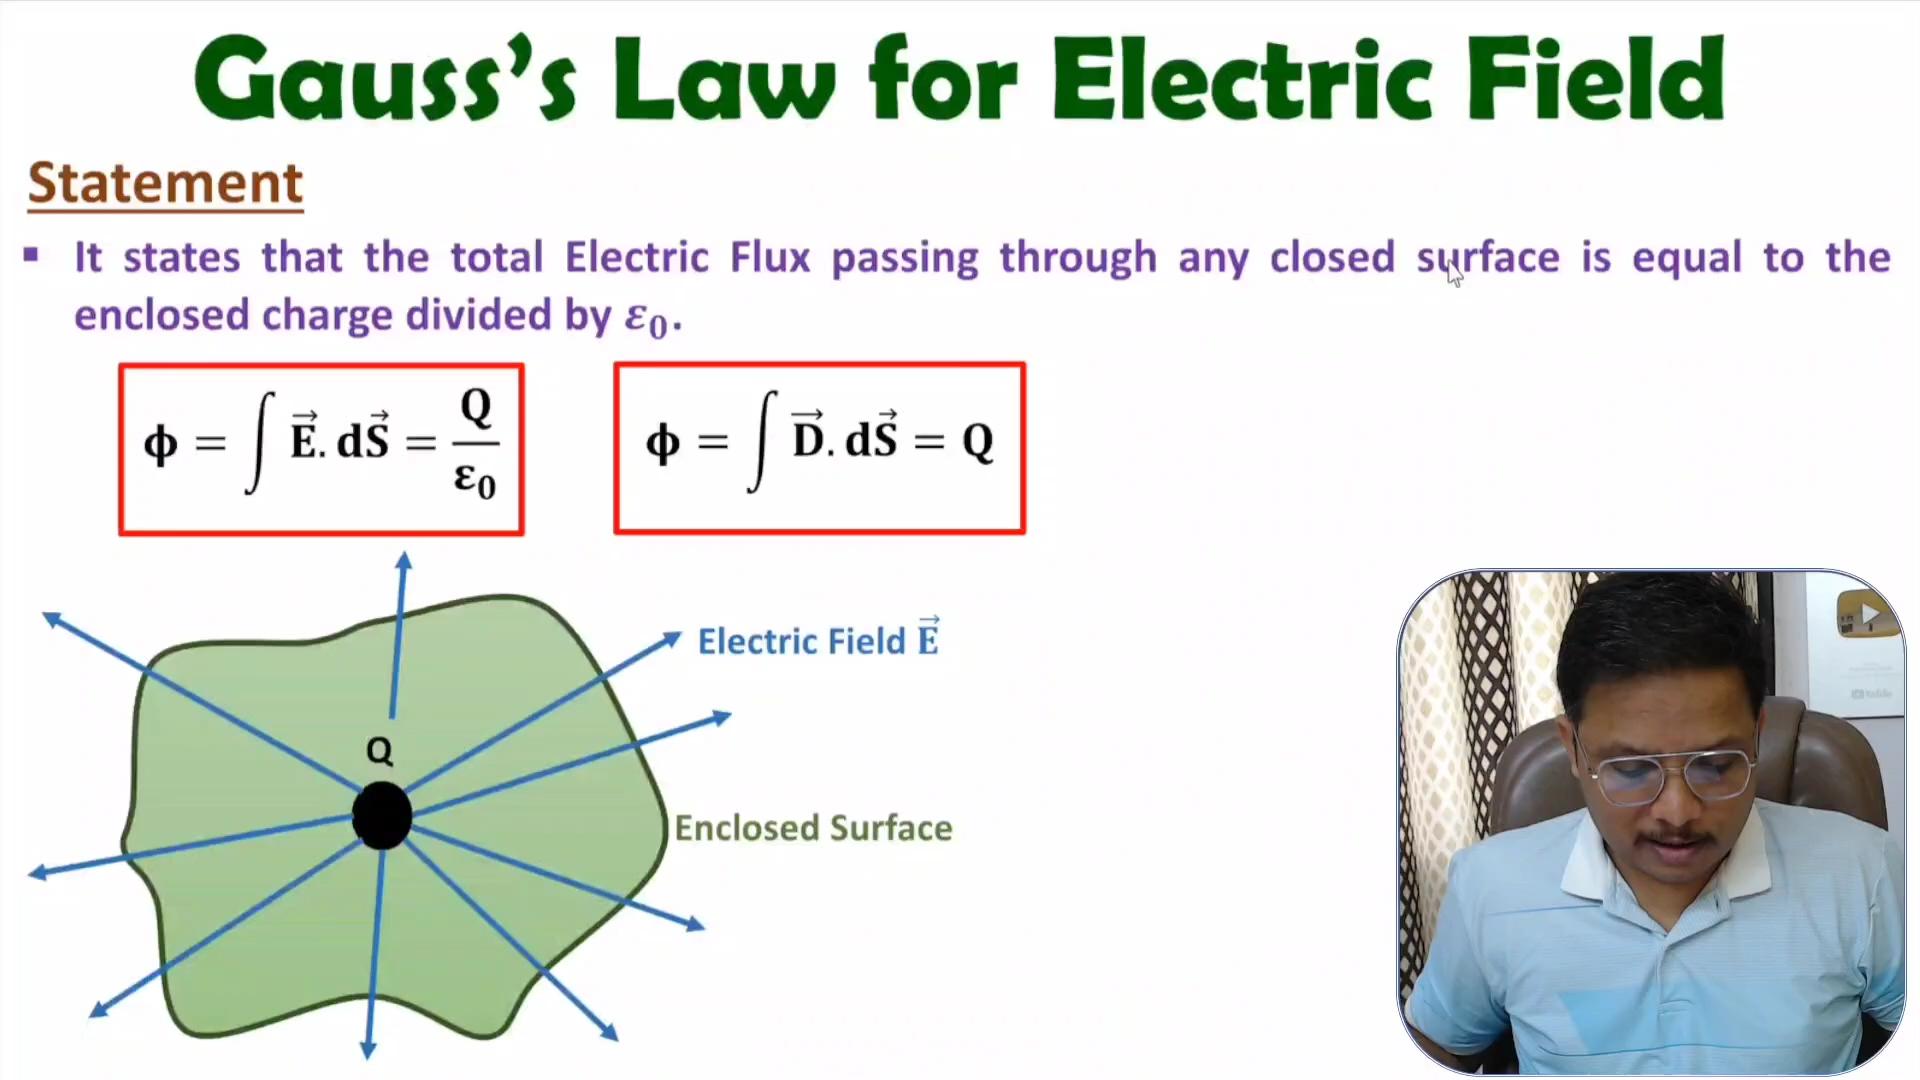 Gauss’s Law for Electric Field
Statement
▪ It states that the total Electric Flux passing through any closed surface is equal to the
enclosed charge divided by ε₀.
ϕ = ∫ E⃗. dS⃗ = Q/ε₀
ϕ = ∫ D⃗. dS⃗ = Q
Electric Field E⃗
Q
Enclosed Surface